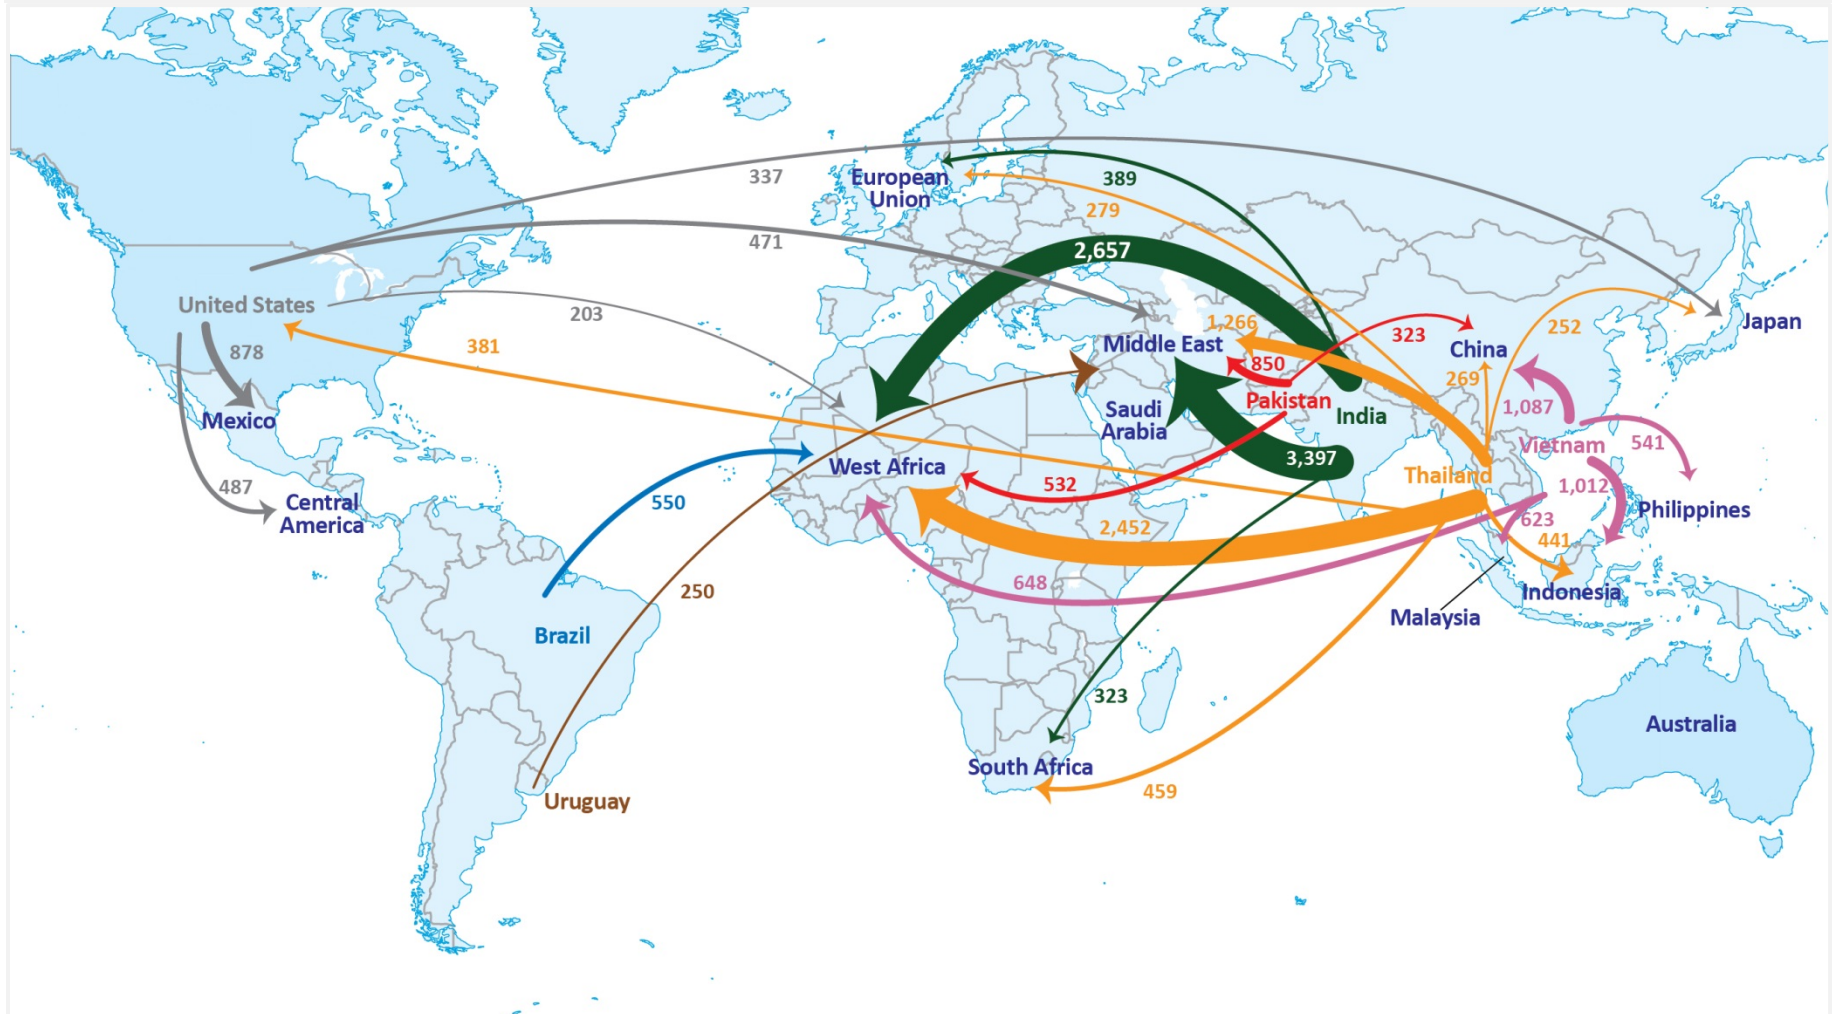 337
European
Union
389
279
471
2,657
United States
203
1,266
323
252
Japan
878
381
Middle East
850
China
269
Mexico
Saudi
Arabia
Pakistan
India
1,087
Vietnam
541
West Africa
3,397
Thailand
487
Central
America
550
532
1,012
Philippines
2,452
623
441
648
250
Indonesia
Malaysia
Brazil
323
Australia
South Africa
459
Uruguay